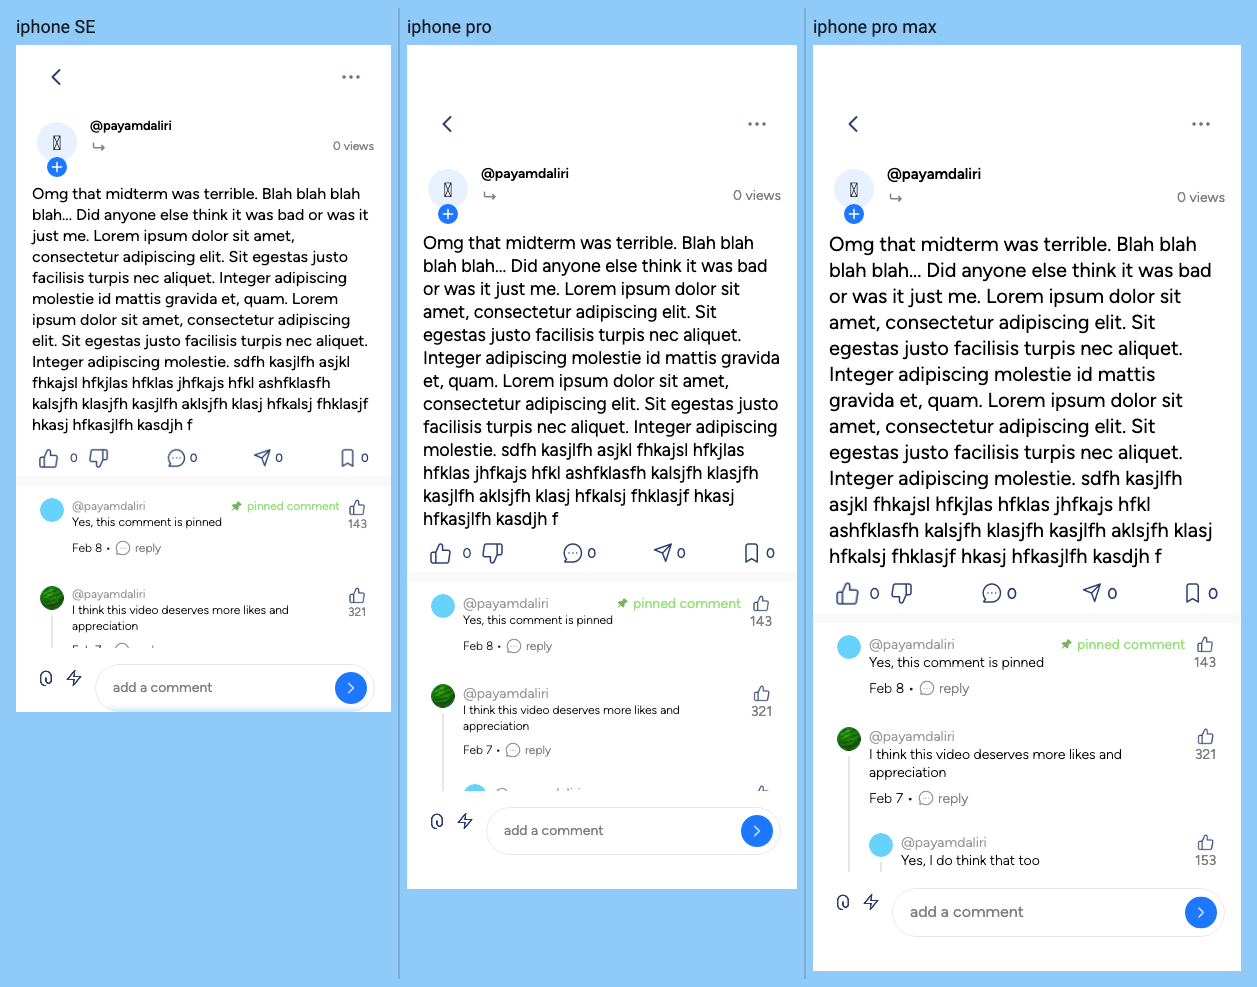 iphone SE
@payamdaliri
0 views
Omg that midterm was terrible. Blah blah blah
blah... Did anyone else think it was bad or was it
just me. Lorem ipsum dolor sit amet,
consectetur adipiscing elit. Sit egestas justo
facilisis turpis nec aliquet. Integer adipiscing
molestie id mattis gravida et, quam. Lorem
ipsum dolor sit amet, consectetur adipiscing
elit. Sit egestas justo facilisis turpis nec aliquet.
Integer adipiscing molestie. sdfh kasjlfh asjkl
fhkajsl hfkjlas hfklas jhfkajs hfkl ashfklasfh
kalsjfh klasjfh kasjlfh aklsjfh klasj hfkalsj fhklasjf
hkasj hfkasjlfh kasdjh f
0 0 0 0
@payamdaliri pinned comment
Yes, this comment is pinned
143
Feb 8 • reply
@payamdaliri
I think this video deserves more likes and
appreciation
321
add a comment
iphone pro
@payamdaliri
0 views
Omg that midterm was terrible. Blah blah
blah blah... Did anyone else think it was bad
or was it just me. Lorem ipsum dolor sit
amet, consectetur adipiscing elit. Sit
egestas justo facilisis turpis nec aliquet.
Integer adipiscing molestie id mattis gravida
et, quam. Lorem ipsum dolor sit amet,
consectetur adipiscing elit. Sit egestas justo
facilisis turpis nec aliquet. Integer adipiscing
molestie. sdfh kasjlfh asjkl fhkajsl hfkjlas
hfklas jhfkajs hfkl ashfklasfh kalsjfh klasjfh
kasjlfh aklsjfh klasj hfkalsj fhklasjf hkasj
hfkasjlfh kasdjh f
0 0 0 0
@payamdaliri pinned comment
Yes, this comment is pinned
143
Feb 8 • reply
@payamdaliri
I think this video deserves more likes and
appreciation
321
Feb 7 • reply
add a comment
iphone pro max
@payamdaliri
0 views
Omg that midterm was terrible. Blah blah
blah blah... Did anyone else think it was bad
or was it just me. Lorem ipsum dolor sit
amet, consectetur adipiscing elit. Sit
egestas justo facilisis turpis nec aliquet.
Integer adipiscing molestie id mattis
gravida et, quam. Lorem ipsum dolor sit
amet, consectetur adipiscing elit. Sit
egestas justo facilisis turpis nec aliquet.
Integer adipiscing molestie. sdfh kasjlfh
asjkl fhkajsl hfkjlas hfklas jhfkajs hfkl
ashfklasfh kalsjfh klasjfh kasjlfh aklsjfh klasj
hfkalsj fhklasjf hkasj hfkasjlfh kasdjh f
0 0 0 0
@payamdaliri pinned comment
Yes, this comment is pinned
143
Feb 8 • reply
@payamdaliri
I think this video deserves more likes and
appreciation
321
Feb 7 • reply
@payamdaliri
Yes, I do think that too
153
add a comment